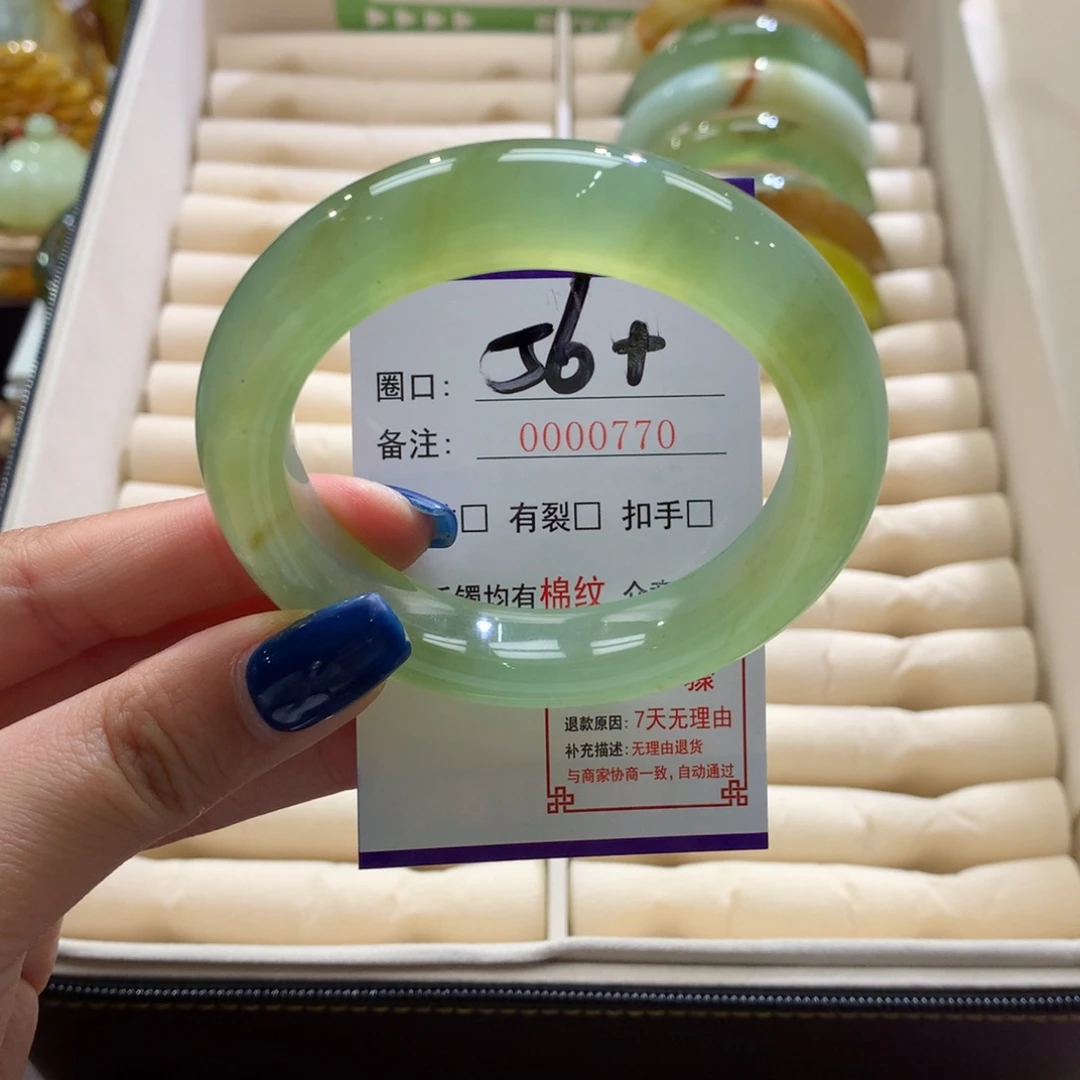 圈口: J6+
备注: 0000770
□ 有裂□ 扣手□
镯均有棉纹
退款原因: 7天无理由
补充描述: 无理由退货
与商家协商一致, 自动通过